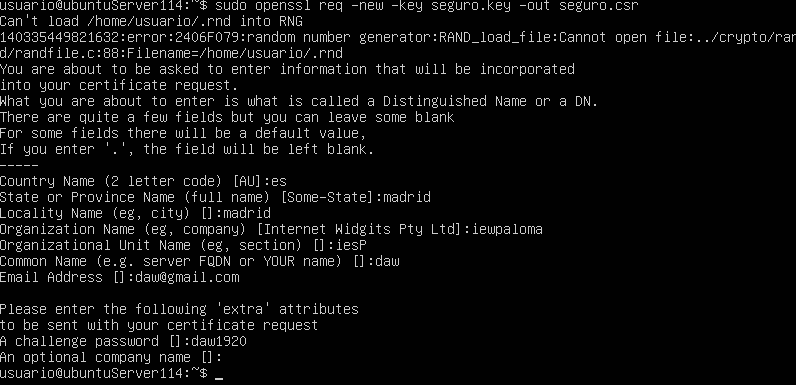 usuario@ubuntuServer114:~$ sudo openssl req -new -key seguro.key -out seguro.csr
Can't load /home/usuario/.rnd into RNG
140335449821632:error:2406F079:random number generator:RAND_load_file:Cannot open file:../crypto/ran
d/randfile.c:88:Filename=/home/usuario/.rnd
You are about to be asked to enter information that will be incorporated
into your certificate request.
What you are about to enter is what is called a Distinguished Name or a DN.
There are quite a few fields but you can leave some blank
For some fields there will be a default value,
If you enter '.', the field will be left blank.
-----
Country Name (2 letter code) [AU]:es
State or Province Name (full name) [Some-State]:madrid
Locality Name (eg, city) []:madrid
Organization Name (eg, company) [Internet Widgits Pty Ltd]:iewpaloma
Organizational Unit Name (eg, section) []:iesP
Common Name (e.g. server FQDN or YOUR name) []:daw
Email Address []:daw@gmail.com

Please enter the following 'extra' attributes
to be sent with your certificate request
A challenge password []:daw1920
An optional company name []:
usuario@ubuntuServer114:~$ _